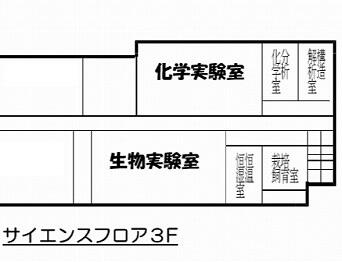 化学実験室
化学分析室
構造解析室
生物実験室
恒温恒湿室
栽培飼育室
サイエンスフロア３F